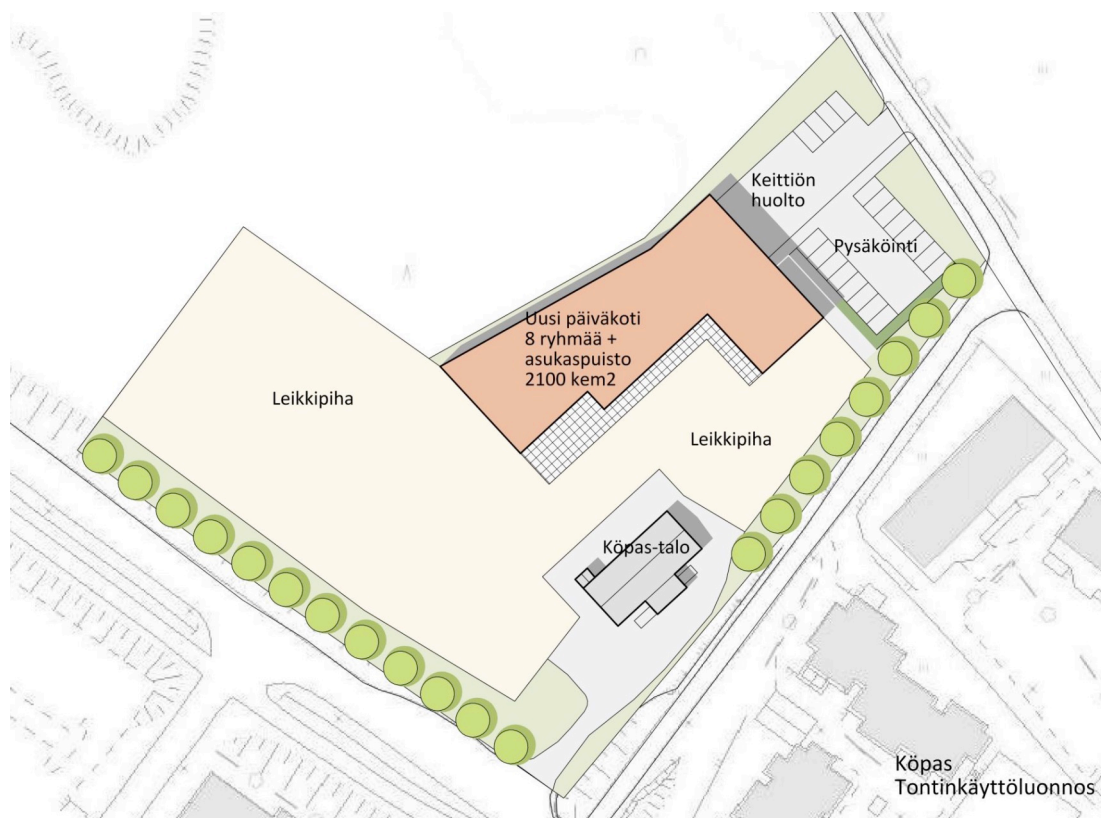 Keittiön
huolto
Pysäköinti
Uusi päiväkoti
8 ryhmää +
asukaspuisto
2100 kem2
Leikkipiha
Leikkipiha
Köpas-talo
Köpas
Tontinkäyttöluonnos